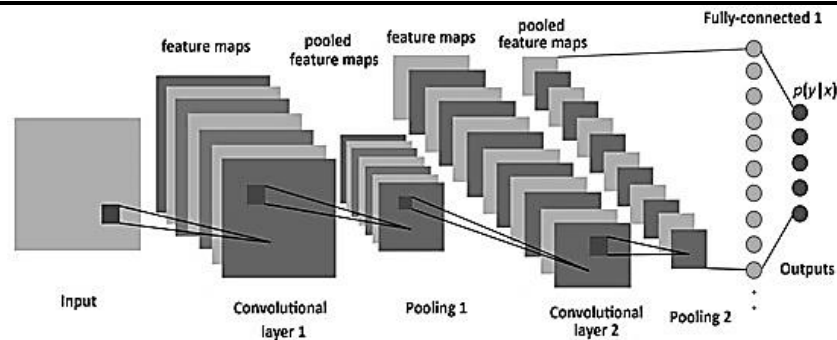 Fully-connected 1
feature maps
pooled
feature maps
feature maps
pooled
feature maps
p(y|x)
Input
Convolutional
layer 1
Pooling 1
Convolutional
layer 2
Pooling 2
Outputs